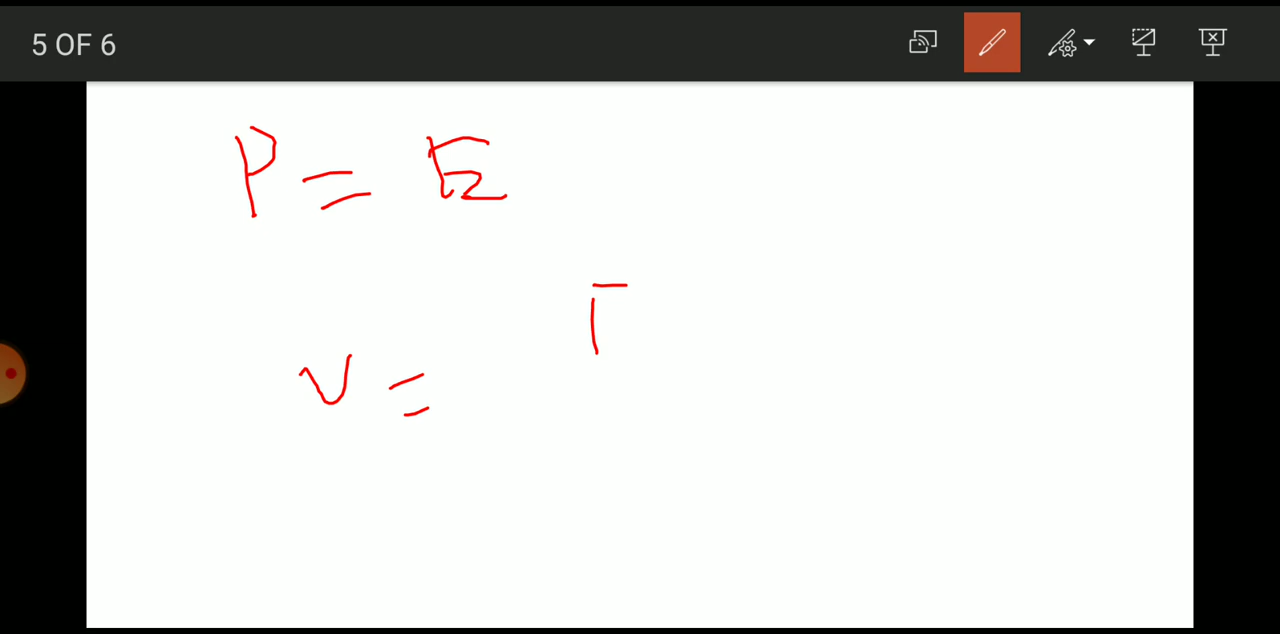 5 OF 6
P =
V =